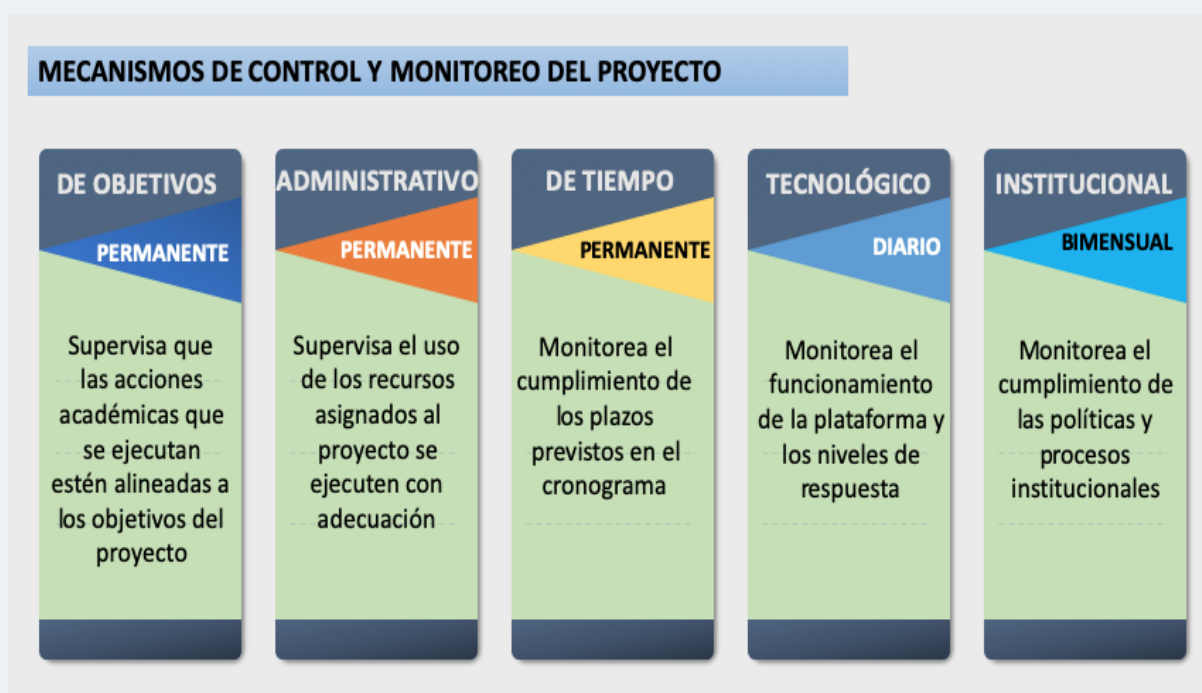 MECANISMOS DE CONTROL Y MONITOREO DEL PROYECTO
DE OBJETIVOS
PERMANENTE
Supervisa que
las acciones
académicas que
se ejecutan
estén alineadas a
los objetivos del
proyecto
ADMINISTRATIVO
PERMANENTE
Supervisa el uso
de los recursos
asignados al
proyecto se
ejecuten con
adecuación
DE TIEMPO
PERMANENTE
Monitorea el
cumplimiento de
los plazos
previstos en el
cronograma
TECNOLÓGICO
DIARIO
Monitorea el
funcionamiento
de la plataforma y
los niveles de
respuesta
INSTITUCIONAL
BIMENSUAL
Monitorea el
cumplimiento de
las políticas y
procesos
institucionales